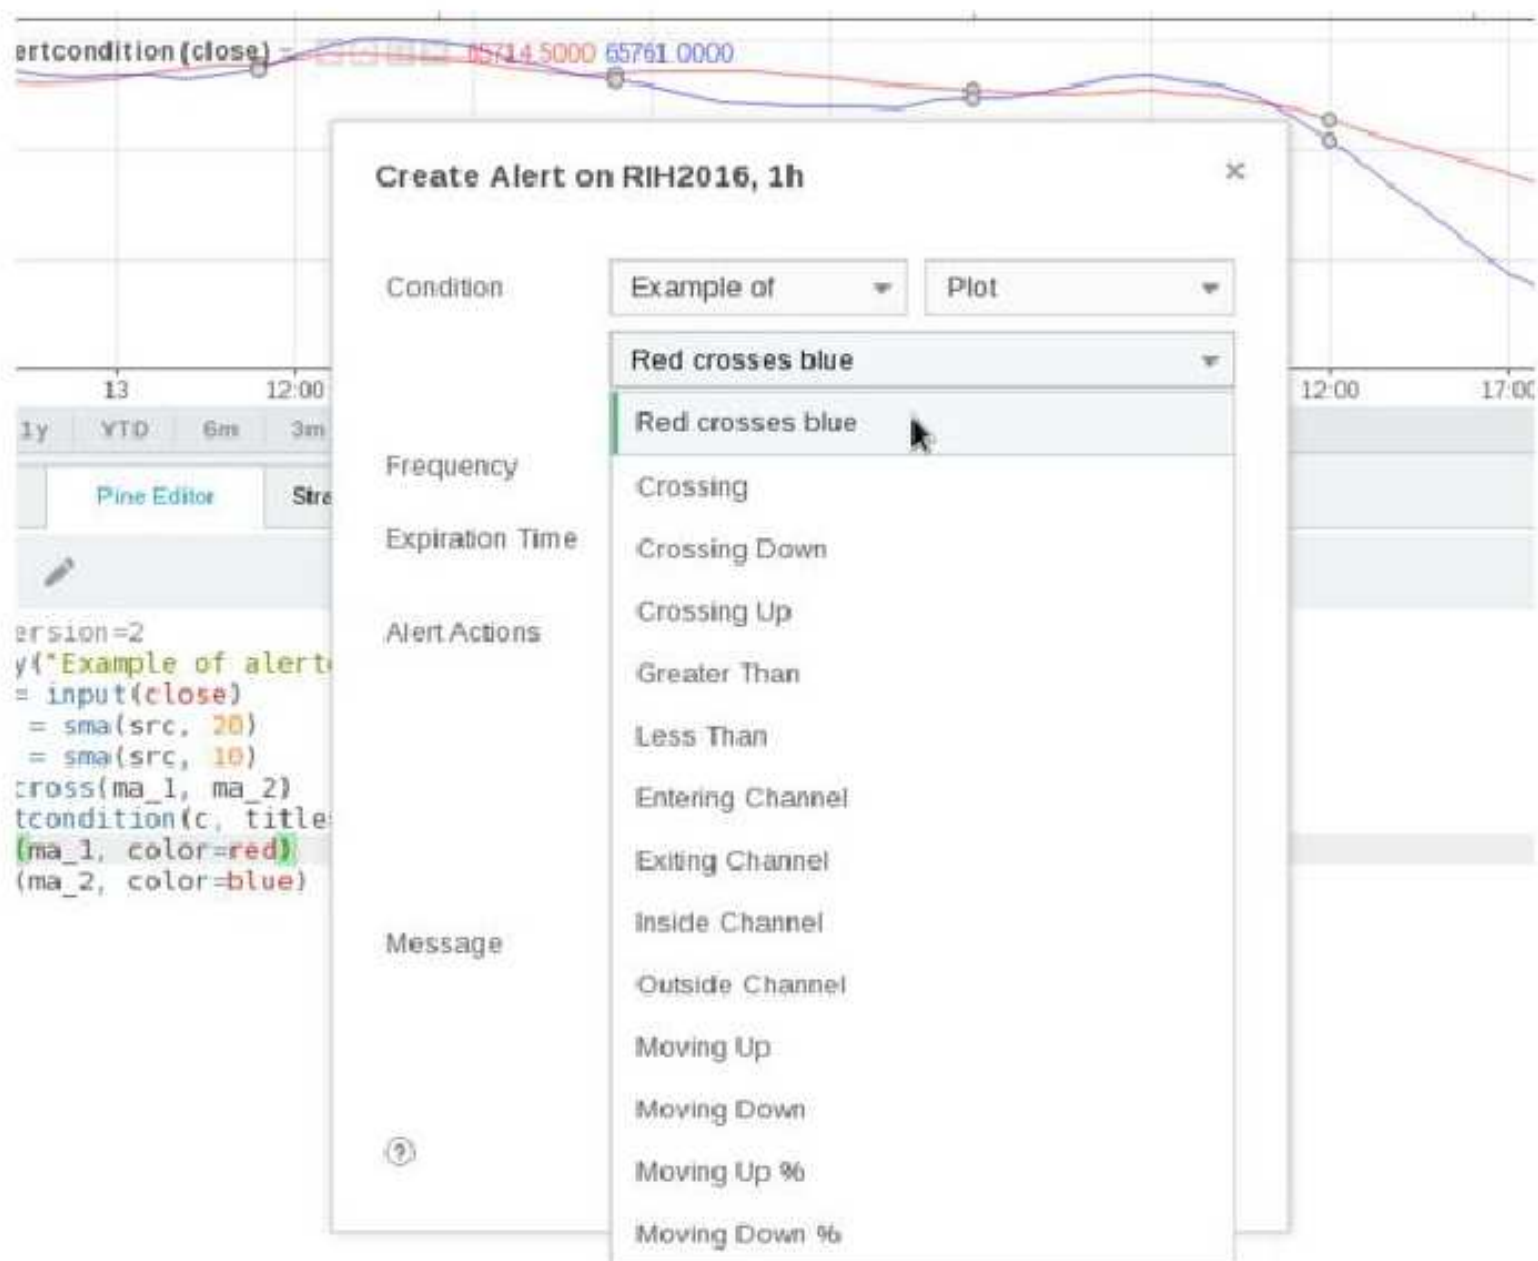 ertcondition (close)
65714.5000 65761.0000
Create Alert on RIH2016, 1h
×
Condition
Example of
Plot
Red crosses blue
13
12:00
12:00
17:00
Red crosses blue
1y
YTD
6m
3m
Frequency
Crossing
Pine Editor
Stra
Expiration Time
Crossing Down
Crossing Up
ersion=2
Alert Actions
y("Example of alert
Greater Than
= input(close)
= sma(src, 20)
Less Than
= sma(src, 10)
cross(ma_1, ma_2)
Entering Channel
tcondition(c, title
(ma_1, color=red)
Exiting Channel
(ma_2, color=blue)
Inside Channel
Message
Outside Channel
Moving Up
Moving Down
?
Moving Up %
Moving Down %